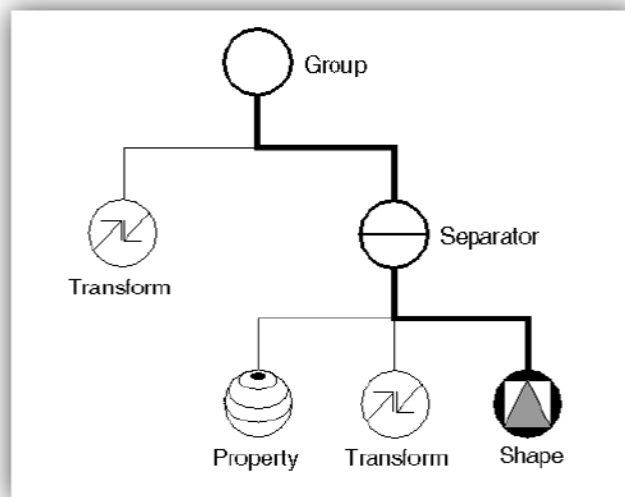 Group
Separator
Transform
Property
Transform
Shape